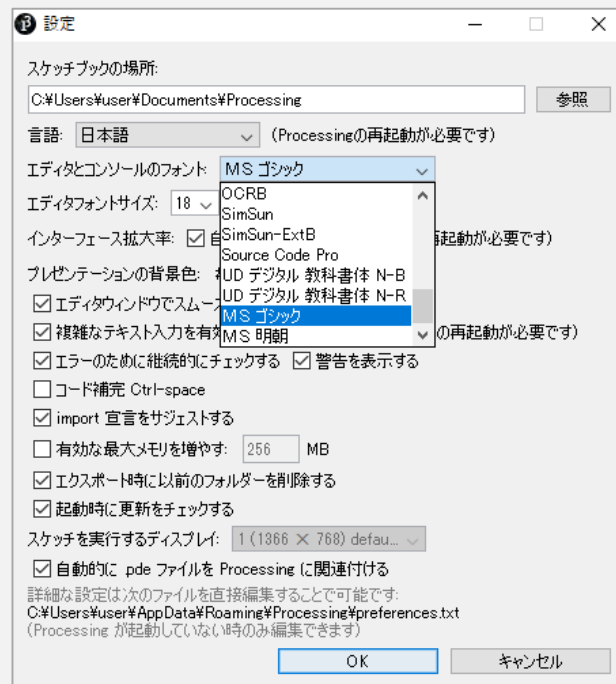 設定
スケッチブックの場所:
C:¥Users¥user¥Documents¥Processing 参照
言語: 日本語 (Processingの再起動が必要です)
エディタとコンソールのフォント: MS ゴシック
OCRB
エディタフォントサイズ: 18
SimSun
SimSun-ExtB
インターフェース拡大率: 起動が必要です)
Source Code Pro
プレゼンテーションの背景色:
UD デジタル 教科書体 N-B
UD デジタル 教科書体 N-R
エディタウィンドウでスムー
MS ゴシック
複雑なテキスト入力を有 の再起動が必要です)
MS 明朝
エラーのために継続的にチェックする 警告を表示する
コード補完 Ctrl-space
import 宣言をサジェストする
有効な最大メモリを増やす: 256 MB
エクスポート時に以前のフォルダーを削除する
起動時に更新をチェックする
スケッチを実行するディスプレイ: 1 (1366 × 768) defau...
自動的に .pde ファイルを Processing に関連付ける
詳細な設定は次のファイルを直接編集することで可能です:
C:¥Users¥user¥AppData¥Roaming¥Processing¥preferences.txt
(Processing が起動していない時のみ編集できます)
OK キャンセル